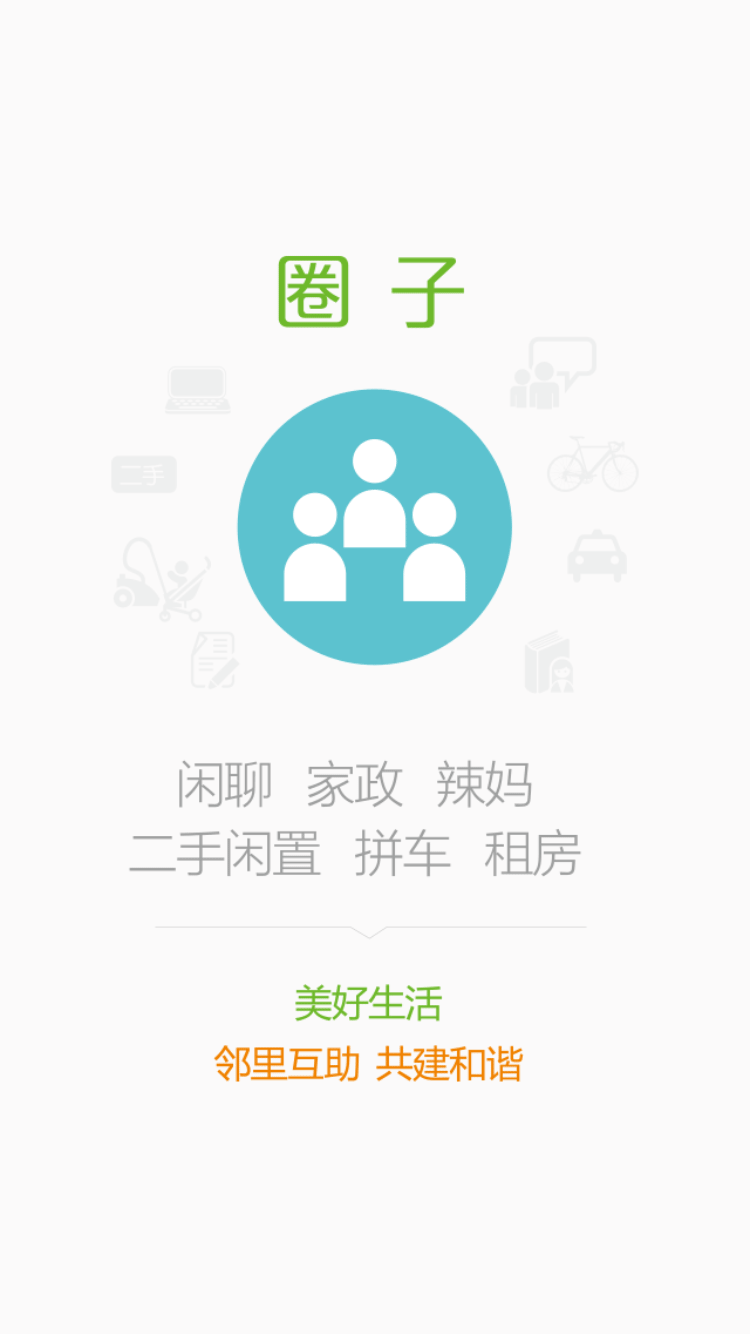 圈 子
二手
闲聊 家政 辣妈
二手闲置 拼车 租房
美好生活
邻里互助 共建和谐